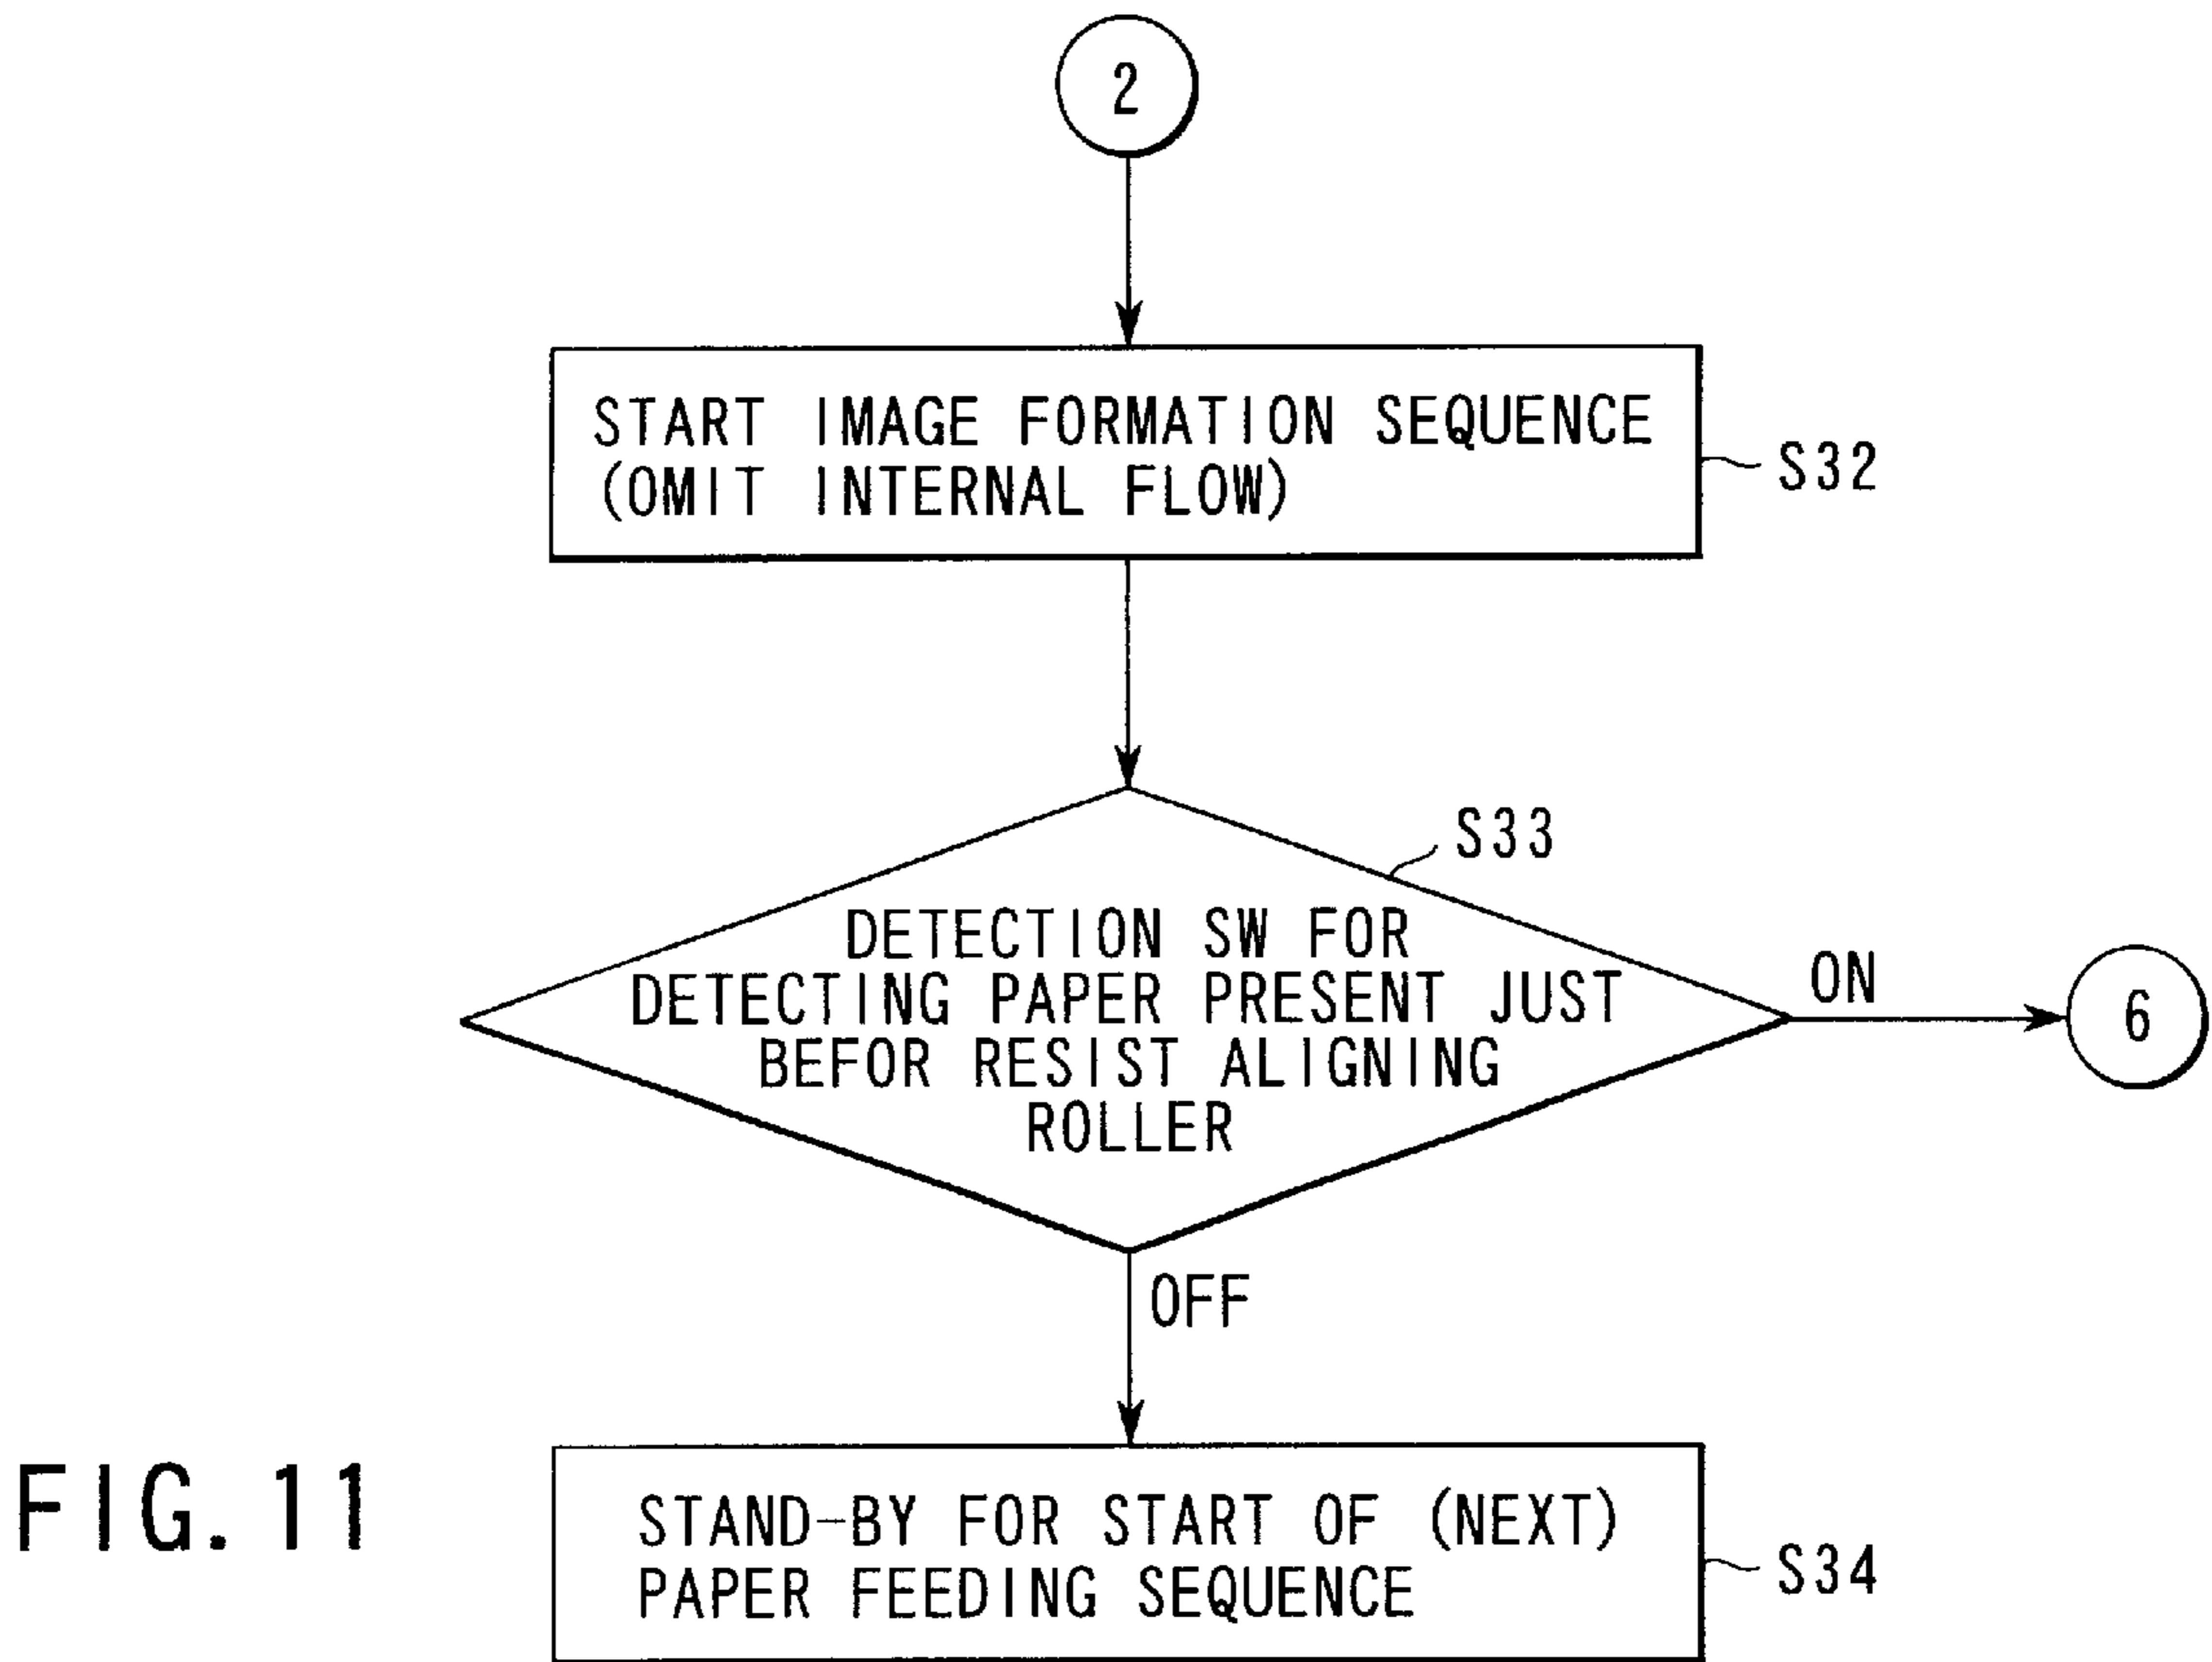 2
START IMAGE FORMATION SEQUENCE
(OMIT INTERNAL FLOW)
S32
S33
DETECTION SW FOR
DETECTING PAPER PRESENT JUST
BEFOR RESIST ALIGNING
ROLLER
ON
6
OFF
STAND-BY FOR START OF (NEXT)
PAPER FEEDING SEQUENCE
S34
FIG.11